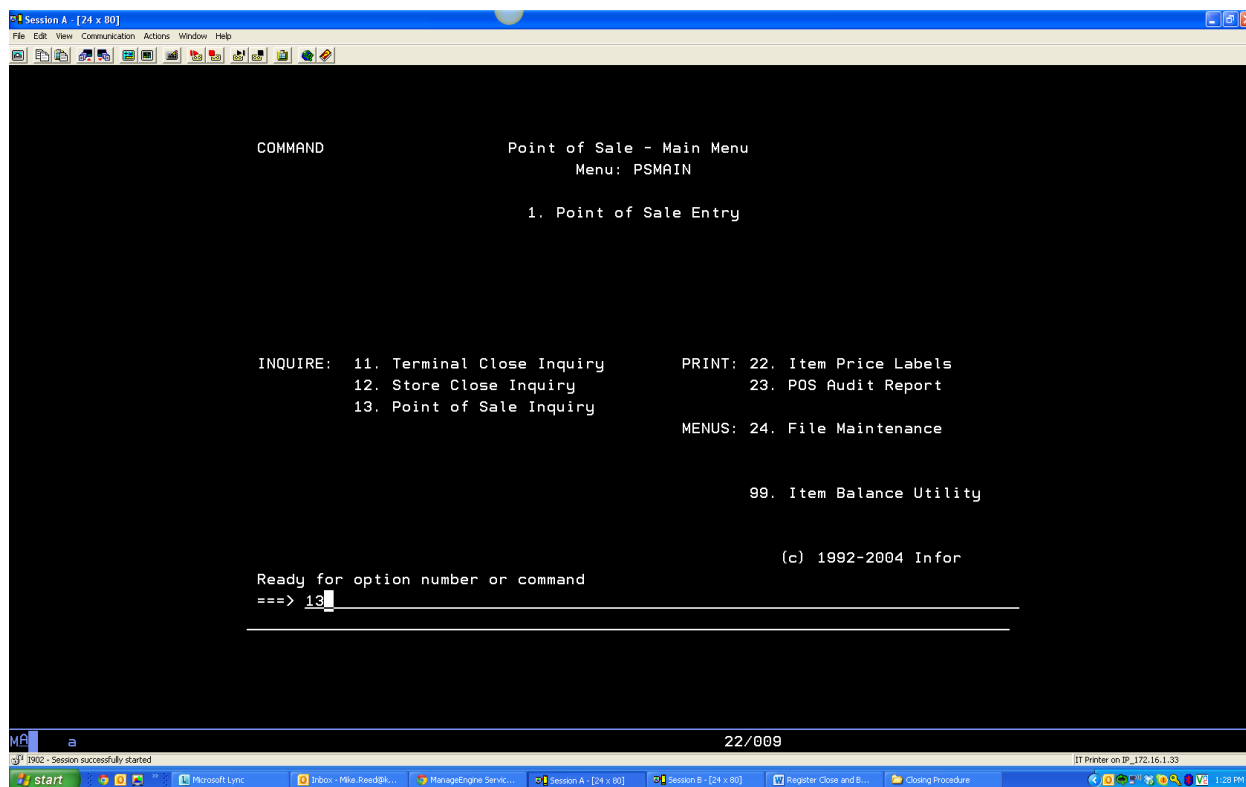 Session A - [24 x 80]
File Edit View Communication Actions Window Help
COMMAND Point of Sale - Main Menu
Menu: PSMAIN
1. Point of Sale Entry
INQUIRE: 11. Terminal Close Inquiry PRINT: 22. Item Price Labels
12. Store Close Inquiry 23. POS Audit Report
13. Point of Sale Inquiry
MENUS: 24. File Maintenance
99. Item Balance Utility
(c) 1992-2004 Infor
Ready for option number or command
===> 13
MA a 22/009
I902 - Session successfully started IT Printer on IP_172.16.1.33
start Microsoft Lync Inbox - Mike.Reed@k... ManageEngine Servic... Session A - [24 x 80] Session B - [24 x 80] Register Close and B... Closing Procedure 1:28 PM